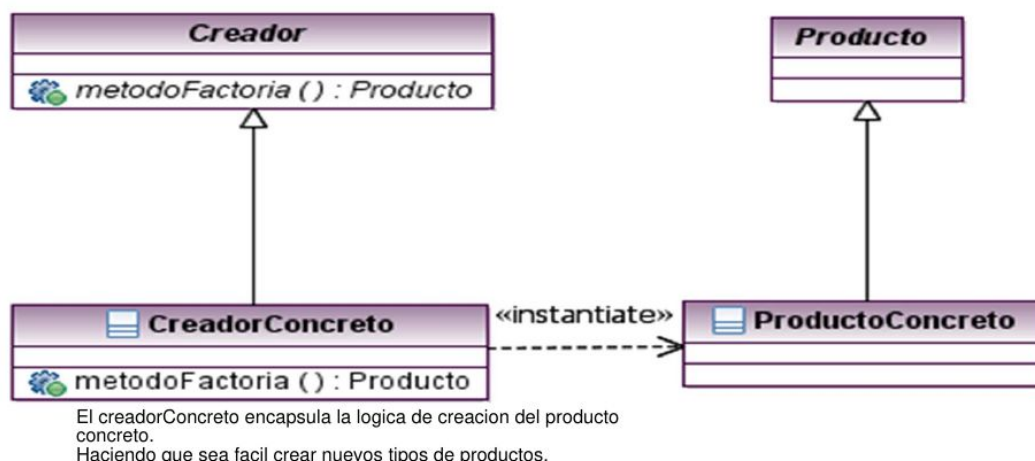 Creador
metodoFactoria () : Producto
Producto
CreadorConcreto
metodoFactoria () : Producto
«instantiate»
ProductoConcreto
El creadorConcreto encapsula la logica de creacion del producto
concreto.
Haciendo que sea facil crear nuevos tipos de productos.